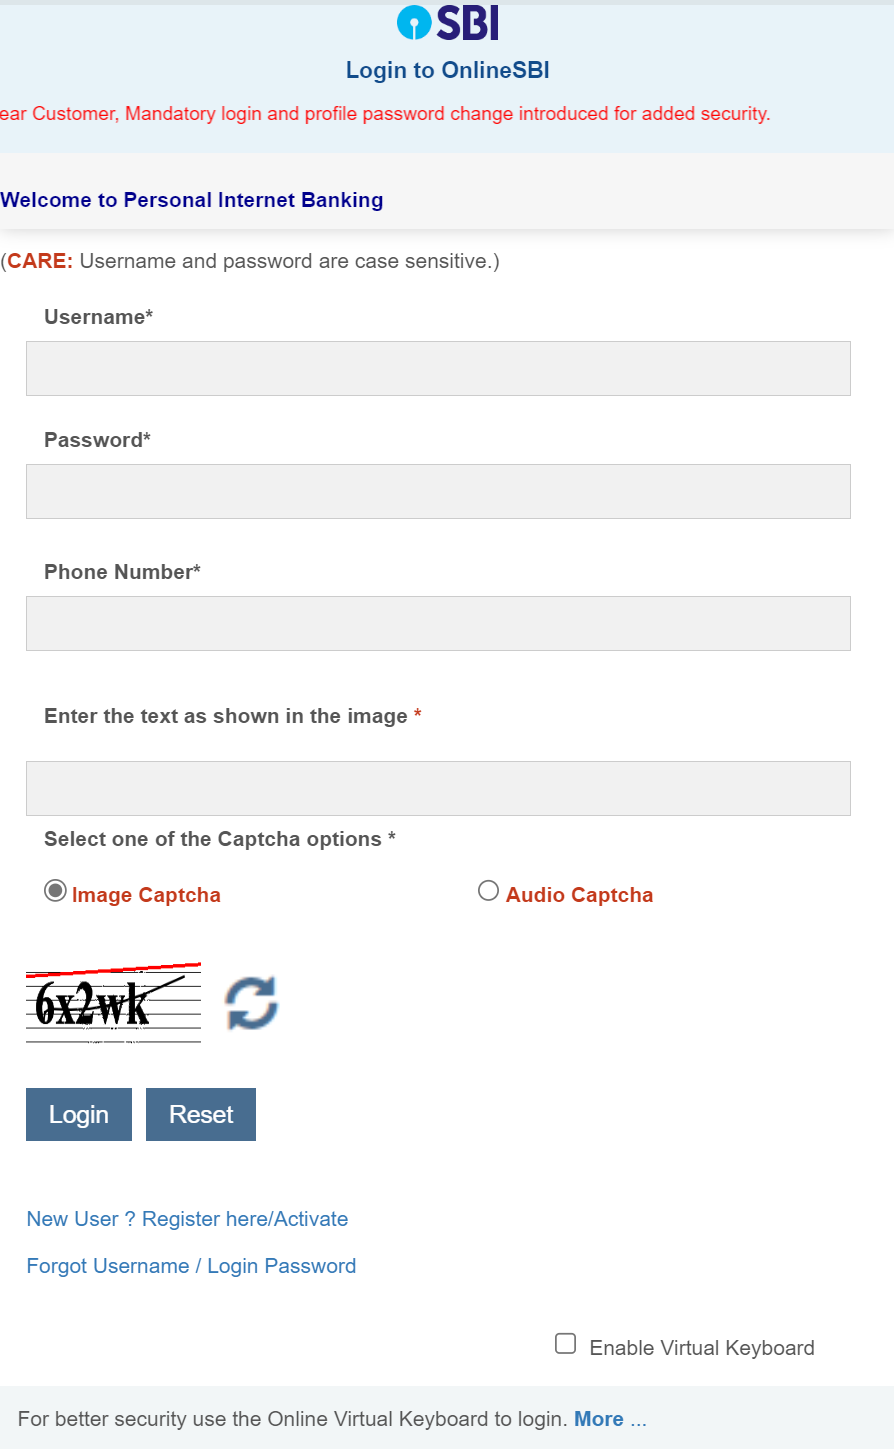 SBI
Login to OnlineSBI
ear Customer, Mandatory login and profile password change introduced for added security.
Welcome to Personal Internet Banking
(CARE: Username and password are case sensitive.)
Username*
Password*
Phone Number*
Enter the text as shown in the image *
Select one of the Captcha options *
Image Captcha Audio Captcha
6x2wk
Login Reset
New User ? Register here/Activate
Forgot Username / Login Password
Enable Virtual Keyboard
For better security use the Online Virtual Keyboard to login. More ...